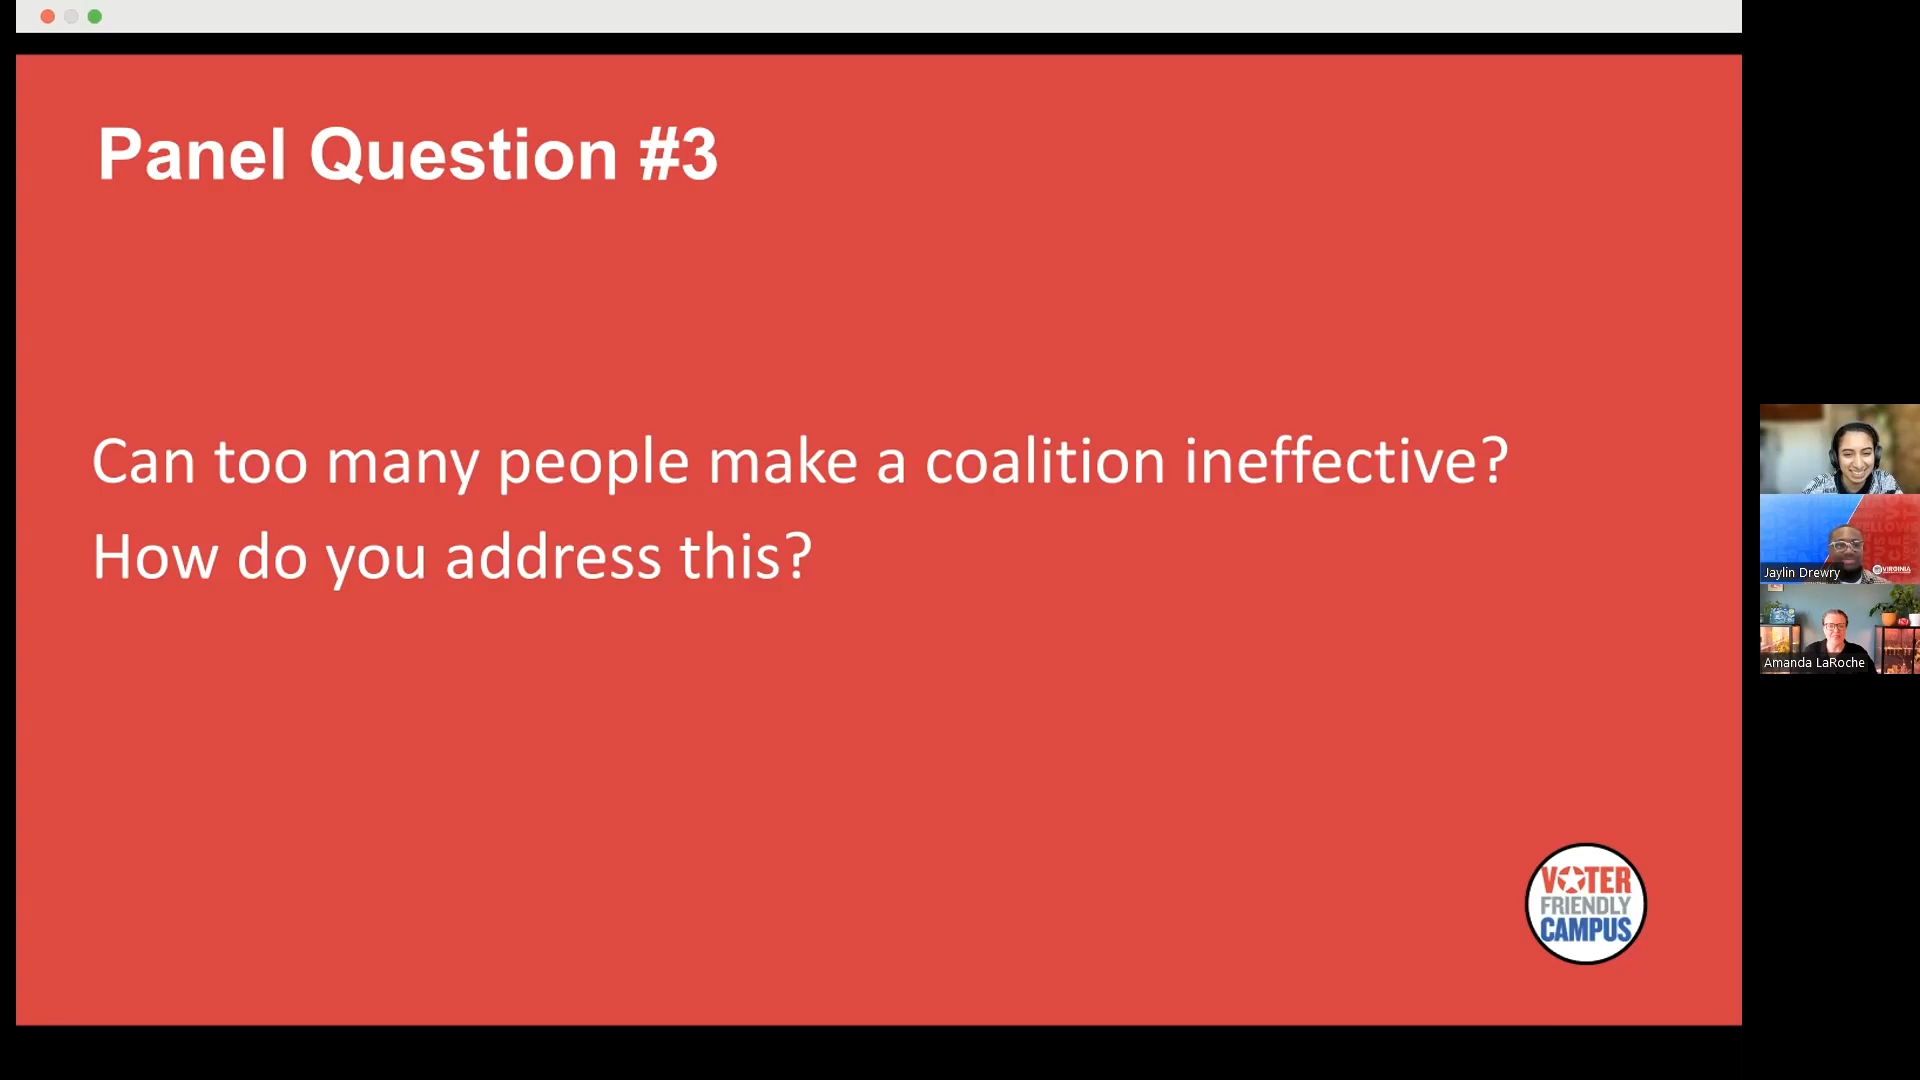 Panel Question #3
Can too many people make a coalition ineffective?
How do you address this?
VOTER
FRIENDLY
CAMPUS
Jaylin Drewry
VIRGINIA
Amanda LaRoche